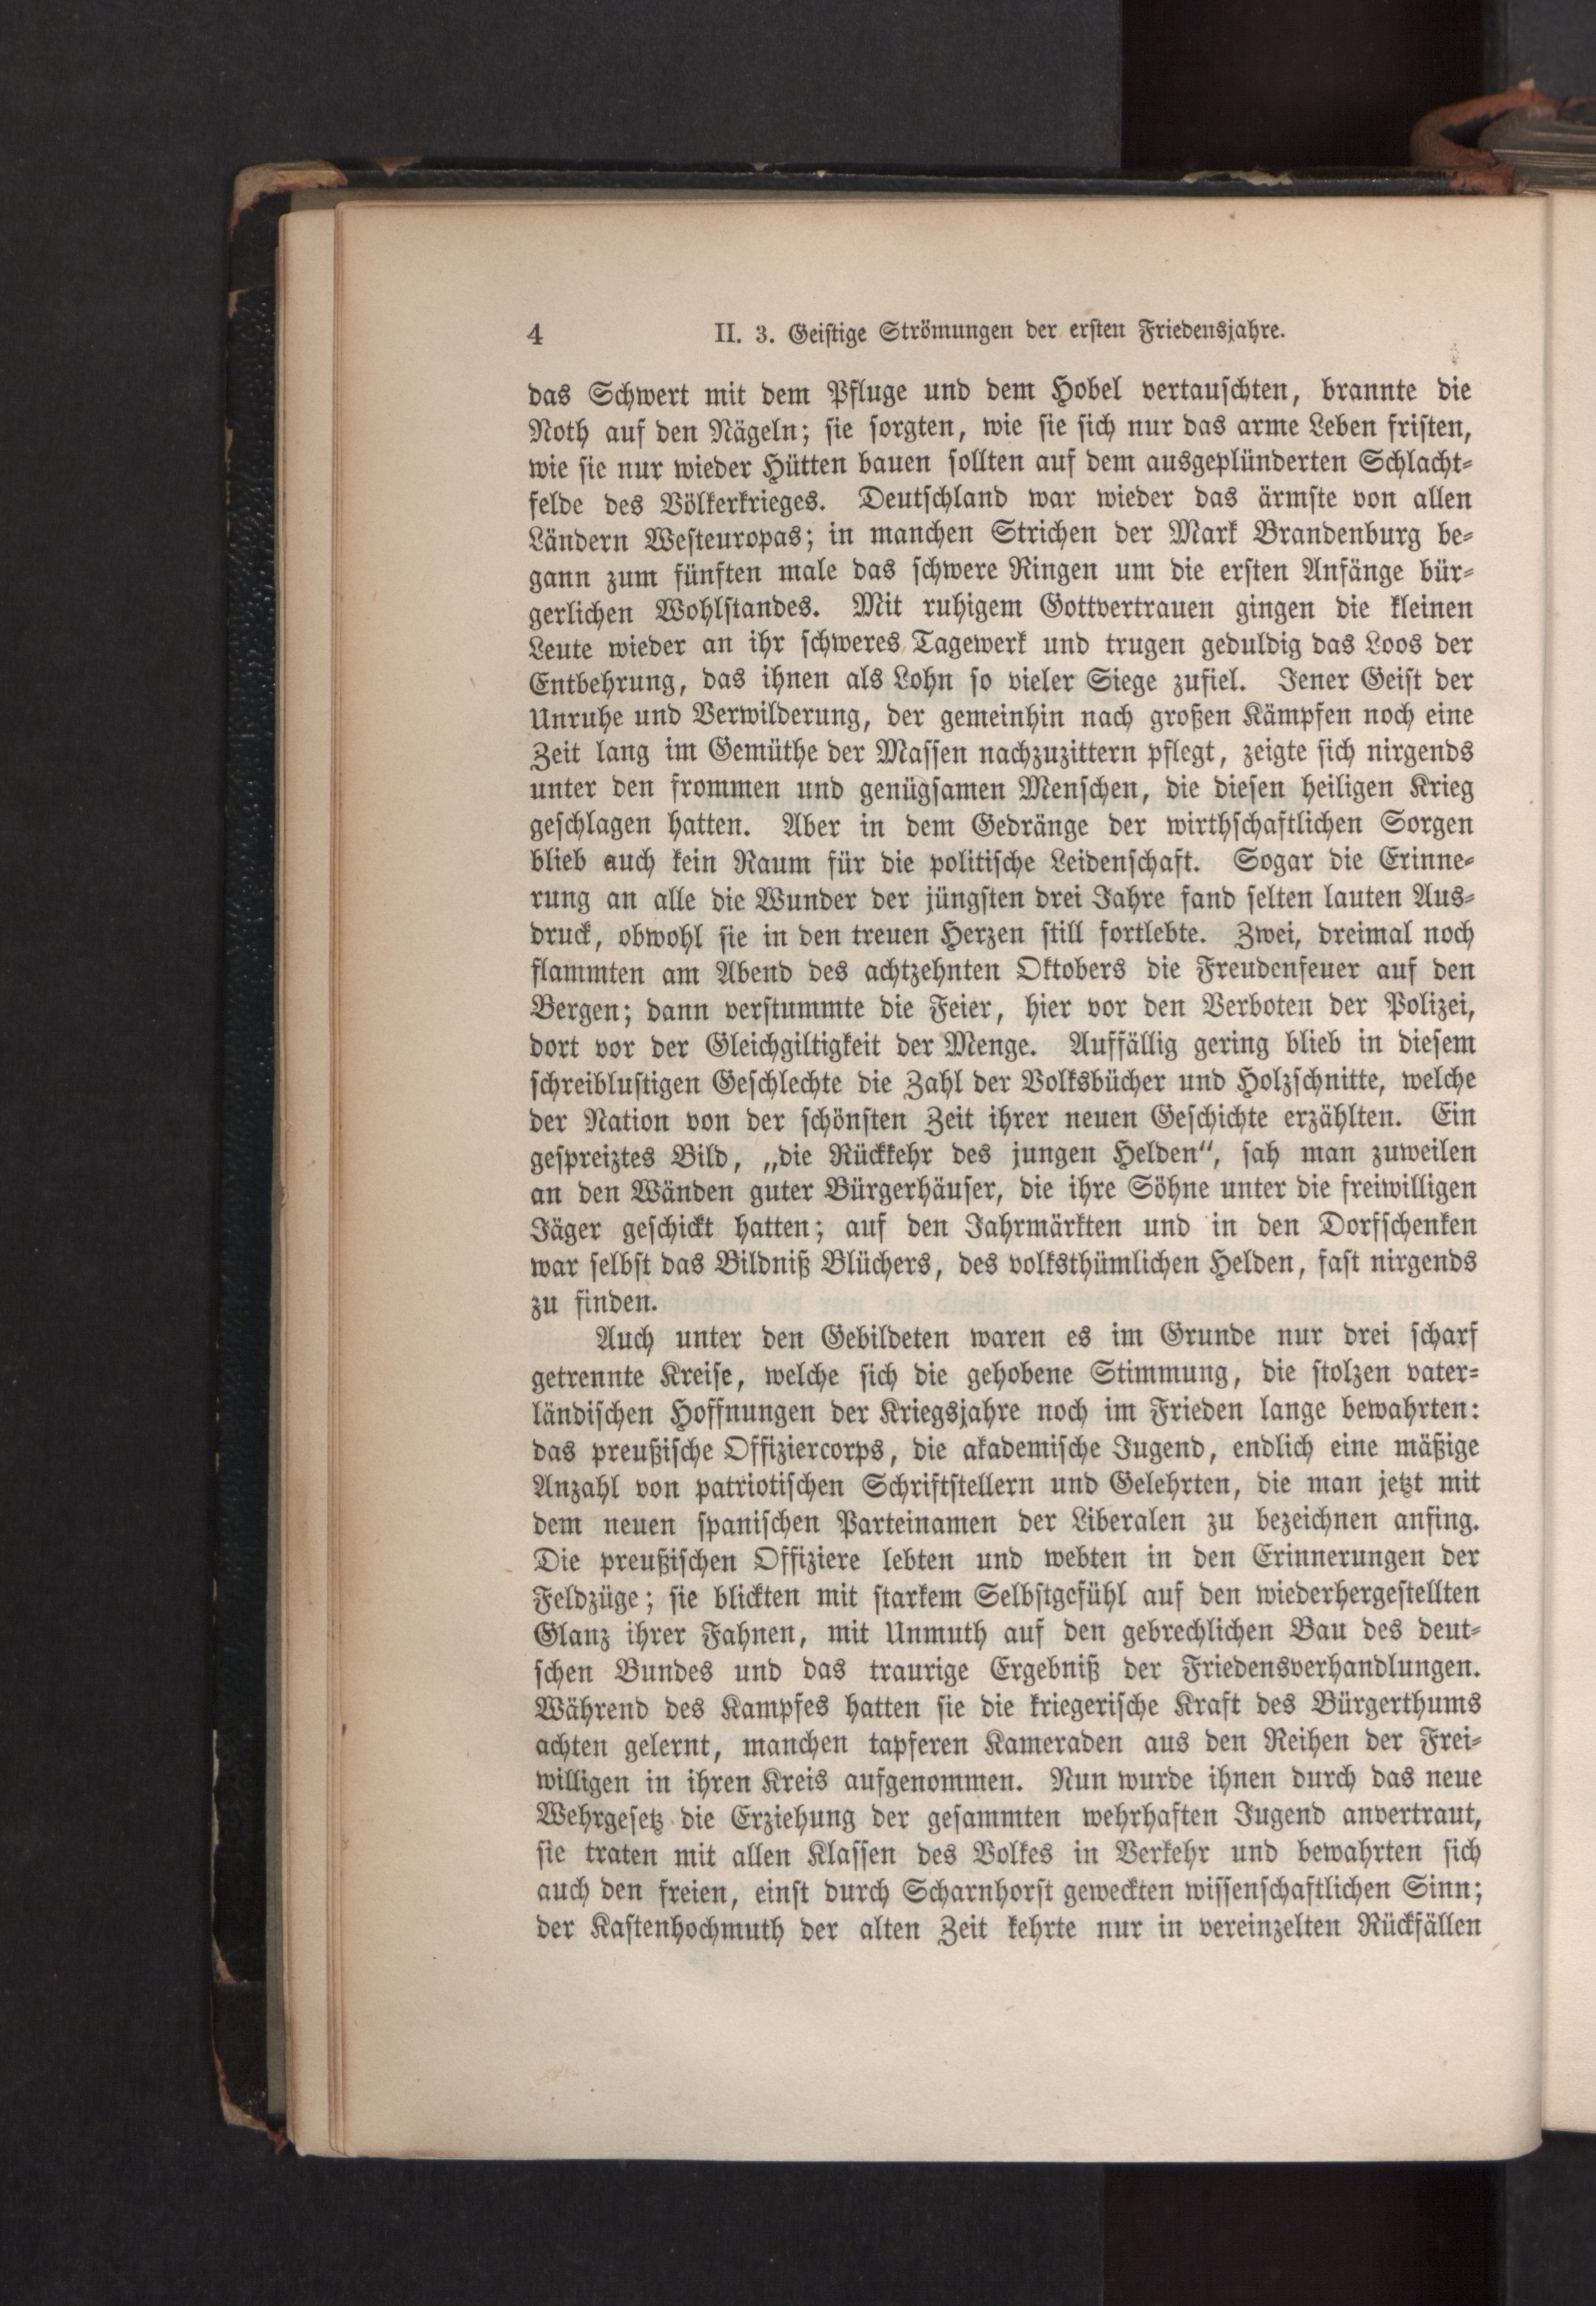 4 II. 3. Geistige Strömungen der ersten Friedensjahre.
das Schwert mit dem Pfluge und dem Hobel vertauschten, brannte die
Noth auf den Nägeln; sie sorgten, wie sie sich nur das arme Leben fristen,
wie sie nur wieder Hütten bauen sollten auf dem ausgeplünderten Schlacht-
felde des Völkerkrieges. Deutschland war wieder das ärmste von allen
Ländern Westeuropas; in manchen Strichen der Mark Brandenburg be-
gann zum fünften male das schwere Ringen um die ersten Anfänge bür-
gerlichen Wohlstandes. Mit ruhigem Gottvertrauen gingen die kleinen
Leute wieder an ihr schweres Tagewerk und trugen geduldig das Loos der
Entbehrung, das ihnen als Lohn so vieler Siege zufiel. Jener Geist der
Unruhe und Verwilderung, der gemeinhin nach großen Kämpfen noch eine
Zeit lang im Gemüthe der Massen nachzuzittern pflegt, zeigte sich nirgends
unter den frommen und genügsamen Menschen, die diesen heiligen Krieg
geschlagen hatten. Aber in dem Gedränge der wirthschaftlichen Sorgen
blieb auch kein Raum für die politische Leidenschaft. Sogar die Erinne-
rung an alle die Wunder der jüngsten drei Jahre fand selten lauten Aus-
druck, obwohl sie in den treuen Herzen still fortlebte. Zwei, dreimal noch
flammten am Abend des achtzehnten Oktobers die Freudenfeuer auf den
Bergen; dann verstummte die Feier, hier vor den Verboten der Polizei,
dort vor der Gleichgiltigkeit der Menge. Auffällig gering blieb in diesem
schreiblustigen Geschlechte die Zahl der Volksbücher und Holzschnitte, welche
der Nation von der schönsten Zeit ihrer neuen Geschichte erzählten. Ein
gespreiztes Bild, „die Rückkehr des jungen Helden“, sah man zuweilen
an den Wänden guter Bürgerhäuser, die ihre Söhne unter die freiwilligen
Jäger geschickt hatten; auf den Jahrmärkten und in den Dorfschenken
war selbst das Bildniß Blüchers, des volksthümlichen Helden, fast nirgends
zu finden.
Auch unter den Gebildeten waren es im Grunde nur drei scharf
getrennte Kreise, welche sich die gehobene Stimmung, die stolzen vater-
ländischen Hoffnungen der Kriegsjahre noch im Frieden lange bewahrten:
das preußische Offiziercorps, die akademische Jugend, endlich eine mäßige
Anzahl von patriotischen Schriftstellern und Gelehrten, die man jetzt mit
dem neuen spanischen Parteinamen der Liberalen zu bezeichnen anfing.
Die preußischen Offiziere lebten und webten in den Erinnerungen der
Feldzüge; sie blickten mit starkem Selbstgefühl auf den wiederhergestellten
Glanz ihrer Fahnen, mit Unmuth auf den gebrechlichen Bau des deut-
schen Bundes und das traurige Ergebniß der Friedensverhandlungen.
Während des Kampfes hatten sie die kriegerische Kraft des Bürgerthums
achten gelernt, manchen tapferen Kameraden aus den Reihen der Frei-
willigen in ihren Kreis aufgenommen. Nun wurde ihnen durch das neue
Wehrgesetz die Erziehung der gesammten wehrhaften Jugend anvertraut,
sie traten mit allen Klassen des Volkes in Verkehr und bewahrten sich
auch den freien, einst durch Scharnhorst geweckten wissenschaftlichen Sinn;
der Kastenhochmuth der alten Zeit kehrte nur in vereinzelten Rückfällen